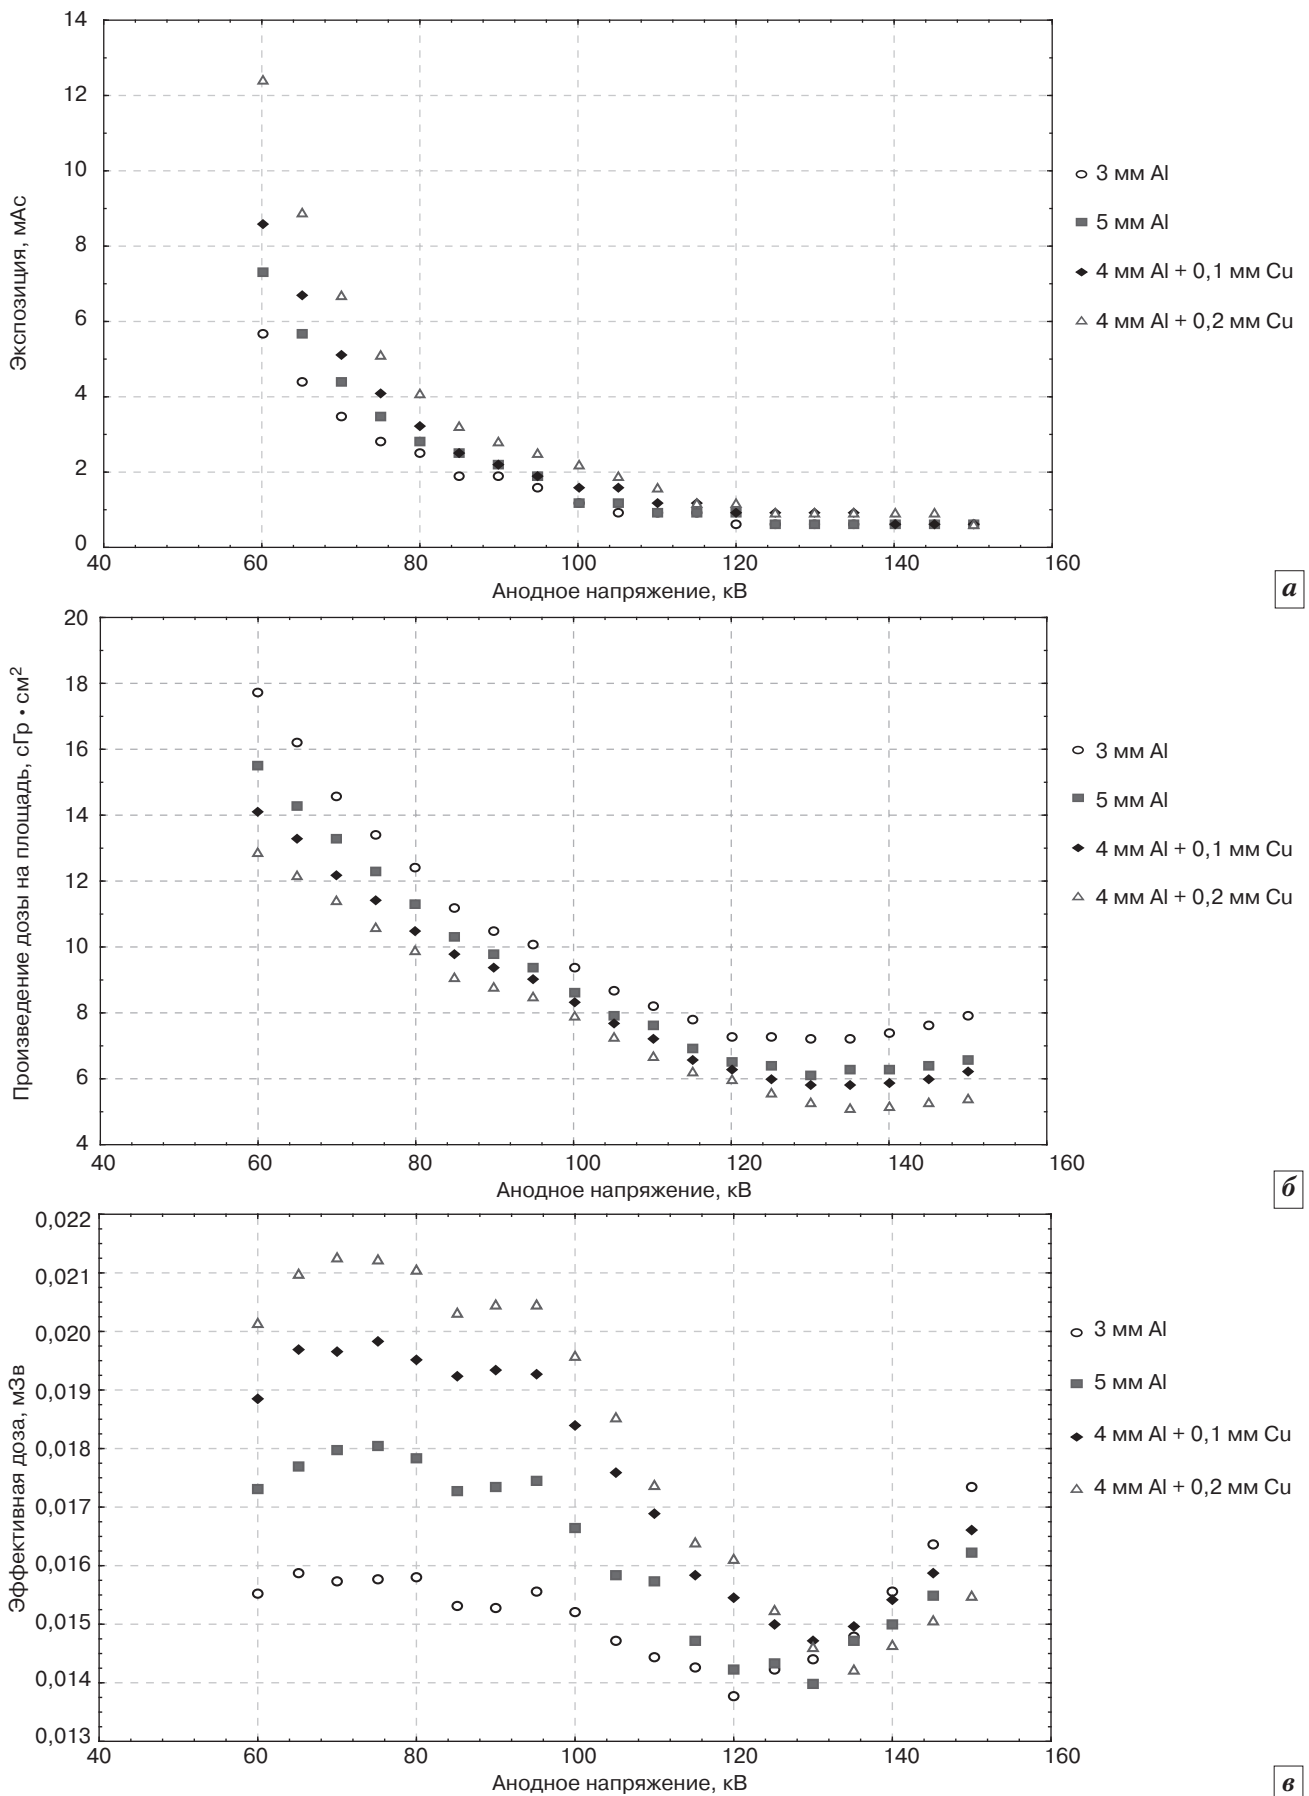 14
12
10
8
6
4
2
0
Экспозиция, мАс
40
60
80
100
120
140
160
Анодное напряжение, кВ
3 мм Al
5 мм Al
4 мм Al + 0,1 мм Cu
4 мм Al + 0,2 мм Cu
а
20
18
16
14
12
10
8
6
4
Произведение дозы на площадь, сГр • см²
40
60
80
100
120
140
160
Анодное напряжение, кВ
3 мм Al
5 мм Al
4 мм Al + 0,1 мм Cu
4 мм Al + 0,2 мм Cu
б
0,022
0,021
0,020
0,019
0,018
0,017
0,016
0,015
0,014
0,013
Эффективная доза, мЗв
40
60
80
100
120
140
160
Анодное напряжение, кВ
3 мм Al
5 мм Al
4 мм Al + 0,1 мм Cu
4 мм Al + 0,2 мм Cu
в